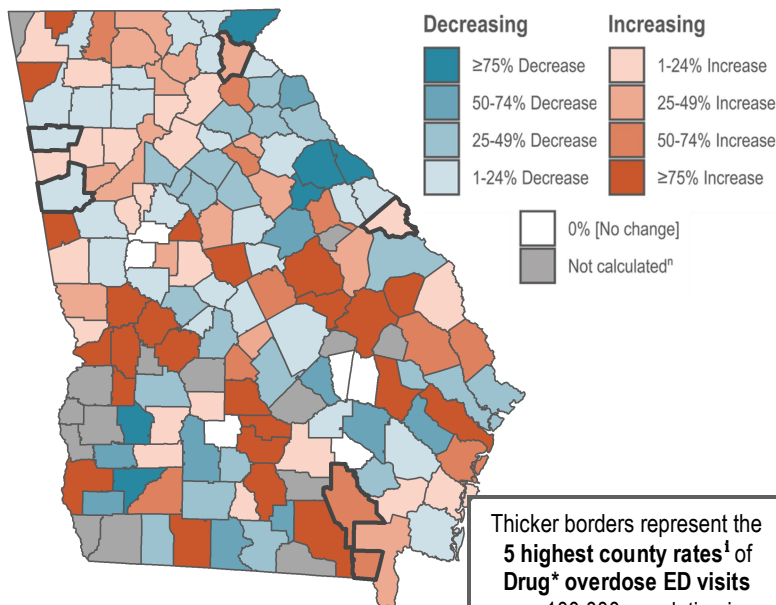 Decreasing
≥75% Decrease
50-74% Decrease
25-49% Decrease
1-24% Decrease
Increasing
1-24% Increase
25-49% Increase
50-74% Increase
≥75% Increase
0% [No change]
Not calculatedⁿ
Thicker borders represent the
5 highest county rates‡ of
Drug* overdose ED visits